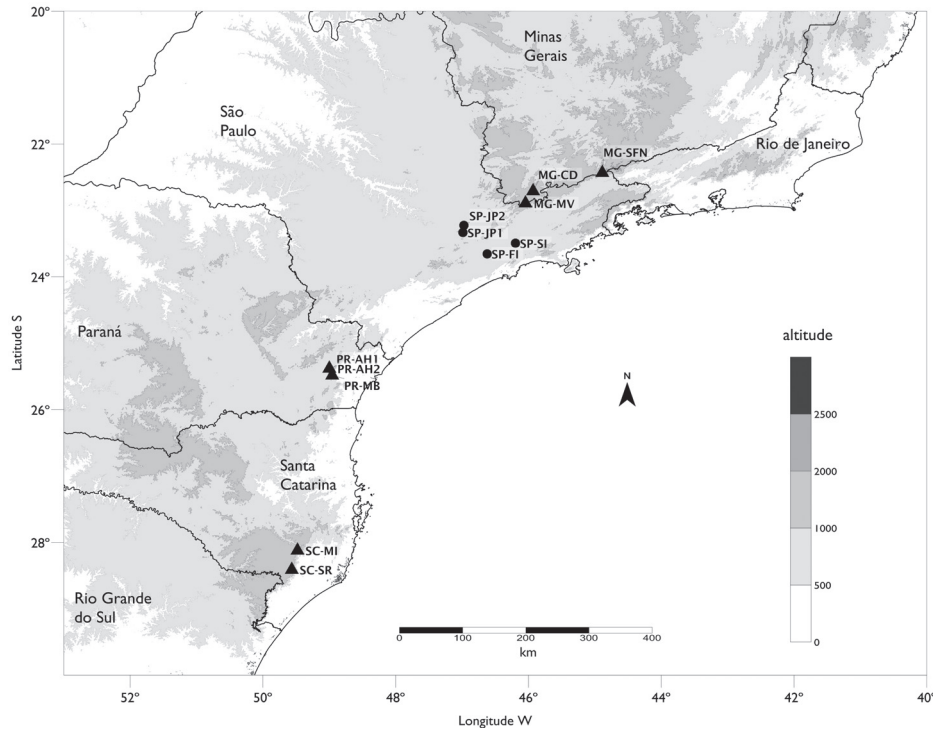 20°
Minas
Gerais
São
Paulo
22°
Rio de Janeiro
MG-SFN
MG-CD
MG-MV
SP-JP2
SP-JP1
SP-SI
SP-FI
24°
Paraná
altitude
PR-AH1
PR-AH2
PR-MB
N
Latitude S
26°
2500
2000
1000
500
0
Santa
Catarina
28°
SC-MI
SC-SR
Rio Grande
do Sul
0 100 200 300 400
km
52° 50° 48° 46° 44° 42° 40°
Longitude W